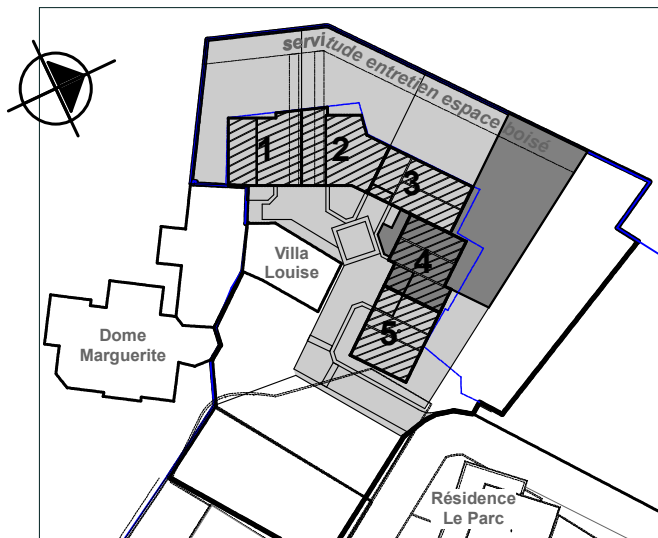 servitude entretien espace boisé
1
2
3
4
5
Villa
Louise
Dome
Marguerite
Résidence
Le Parc